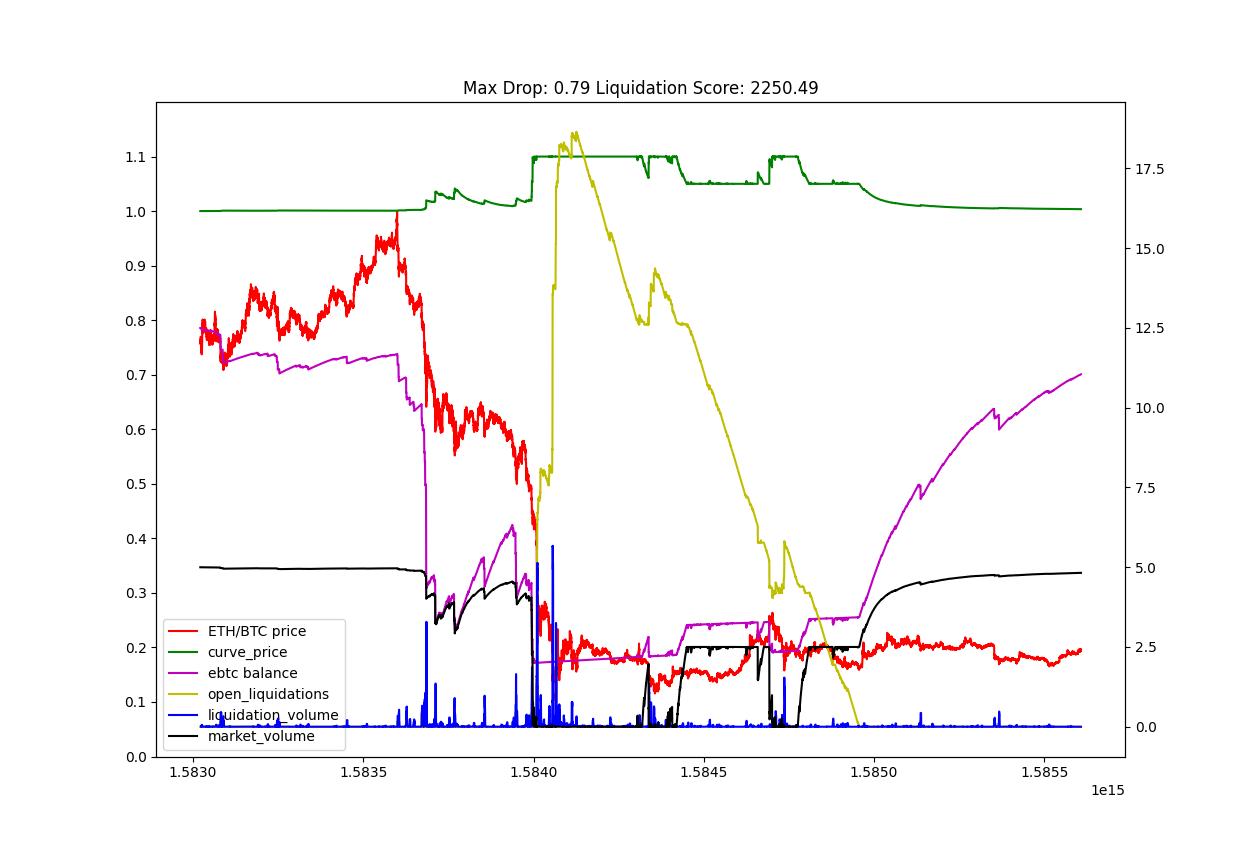 Max Drop: 0.79 Liquidation Score: 2250.49
1.1
1.0
0.9
0.8
0.7
0.6
0.5
0.4
0.3
0.2
0.1
0.0
17.5
15.0
12.5
10.0
7.5
5.0
2.5
0.0
ETH/BTC price
curve_price
ebtc balance
open_liquidations
liquidation_volume
market_volume
1.5830 1.5835 1.5840 1.5845 1.5850 1.5855
1e15